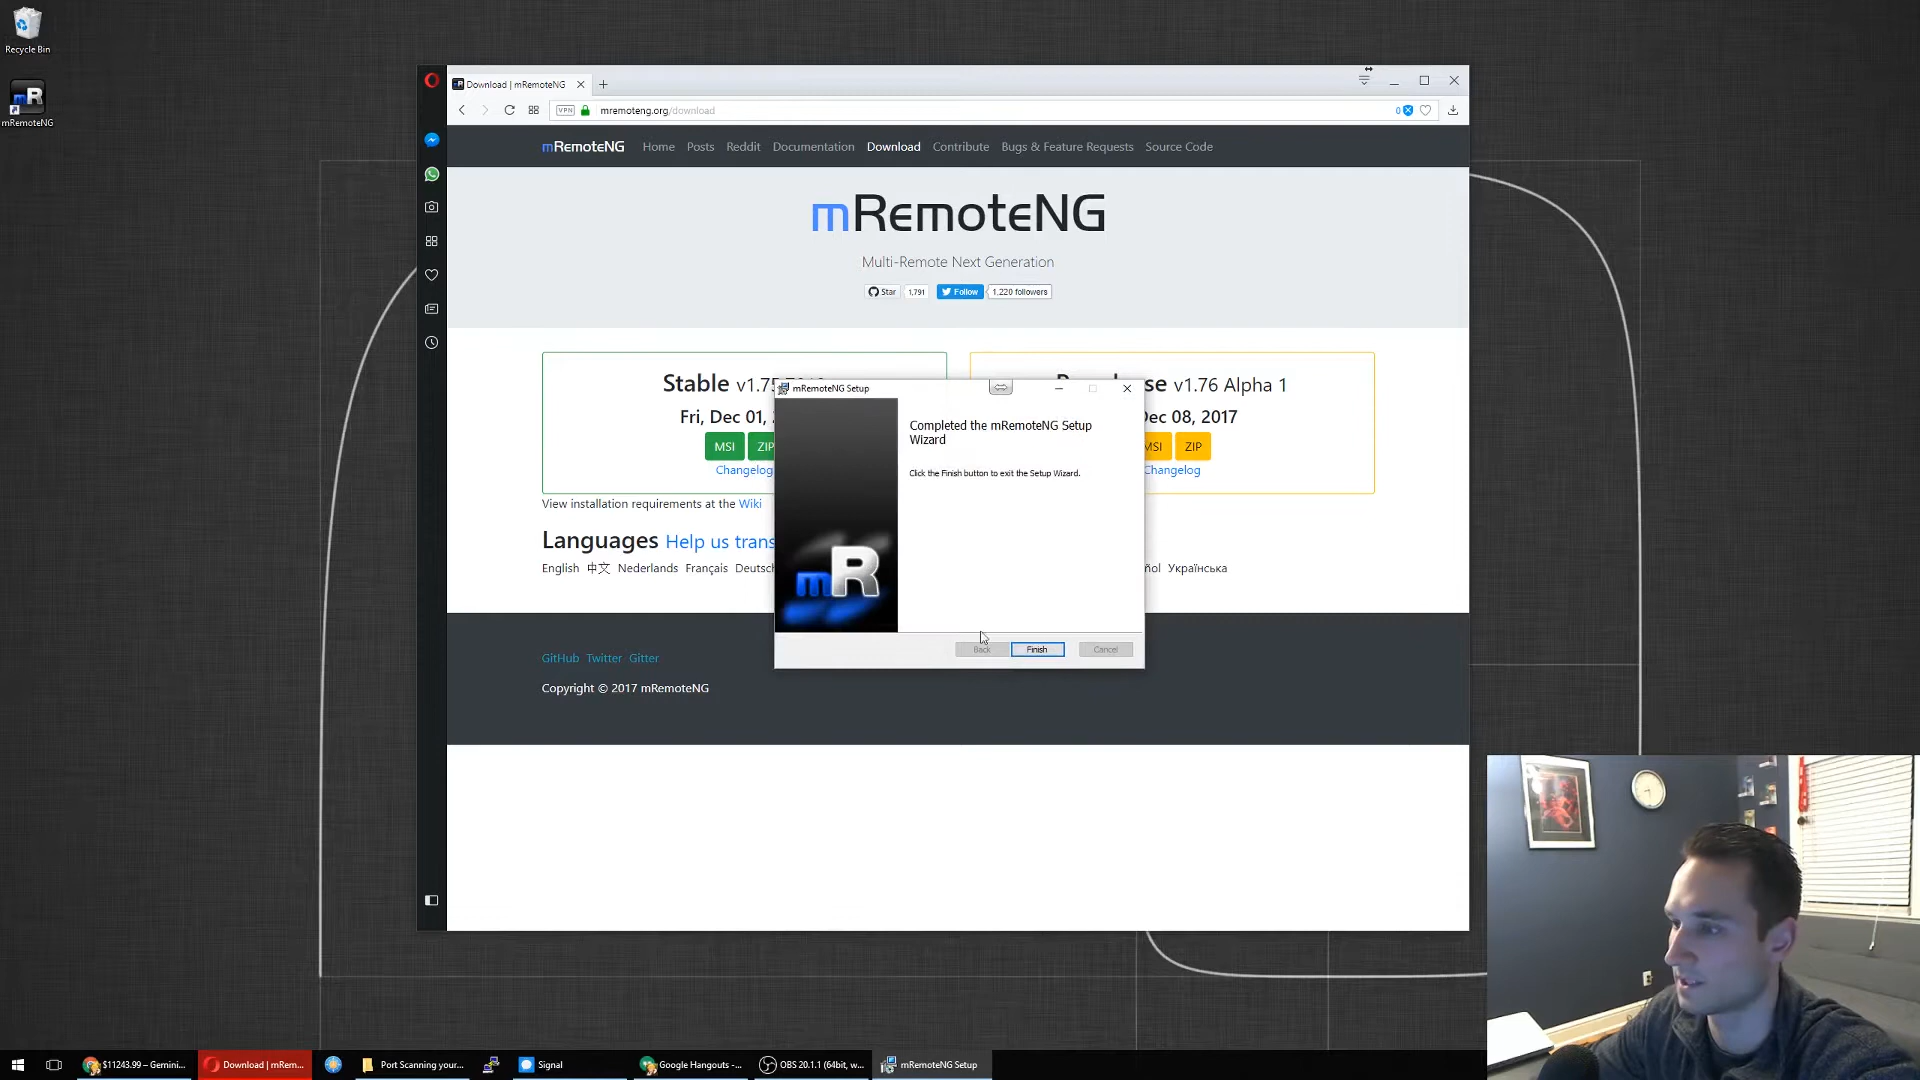 Recycle Bin
mRemoteNG
Download | mRemoteNG
VPN
mremoteng.org/download
0
mRemoteNG Home Posts Reddit Documentation Download Contribute Bugs & Feature Requests Source Code
mRemoteNG
Multi-Remote Next Generation
Star 1,791 Follow 1,220 followers
Stable v1.75 v1.76 Alpha 1
Fri, Dec 01, Dec 08, 2017
MSI ZIP MSI ZIP
Changelog Changelog
View installation requirements at the Wiki
Languages Help us trans
English 中文 Nederlands Français Deutsch Українська
mRemoteNG Setup
Completed the mRemoteNG Setup
Wizard
Click the Finish button to exit the Setup Wizard.
mR
Back Finish Cancel
GitHub Twitter Gitter
Copyright © 2017 mRemoteNG
$11243.99 – Gemini...
Download | mRem...
Port Scanning your...
Signal
Google Hangouts -...
OBS 20.1.1 (64bit, w...
mRemoteNG Setup